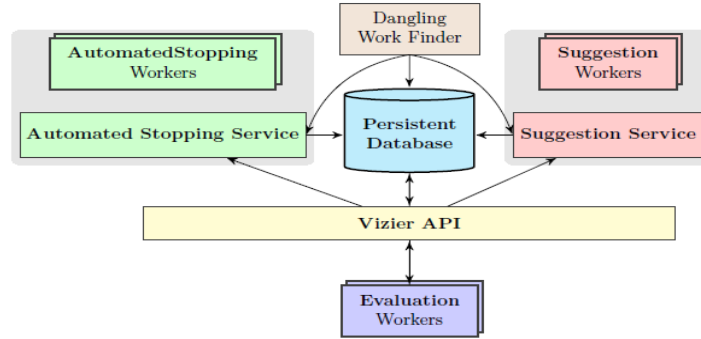 Dangling
Work Finder
AutomatedStopping
Workers
Suggestion
Workers
Automated Stopping Service
Persistent
Database
Suggestion Service
Vizier API
Evaluation
Workers